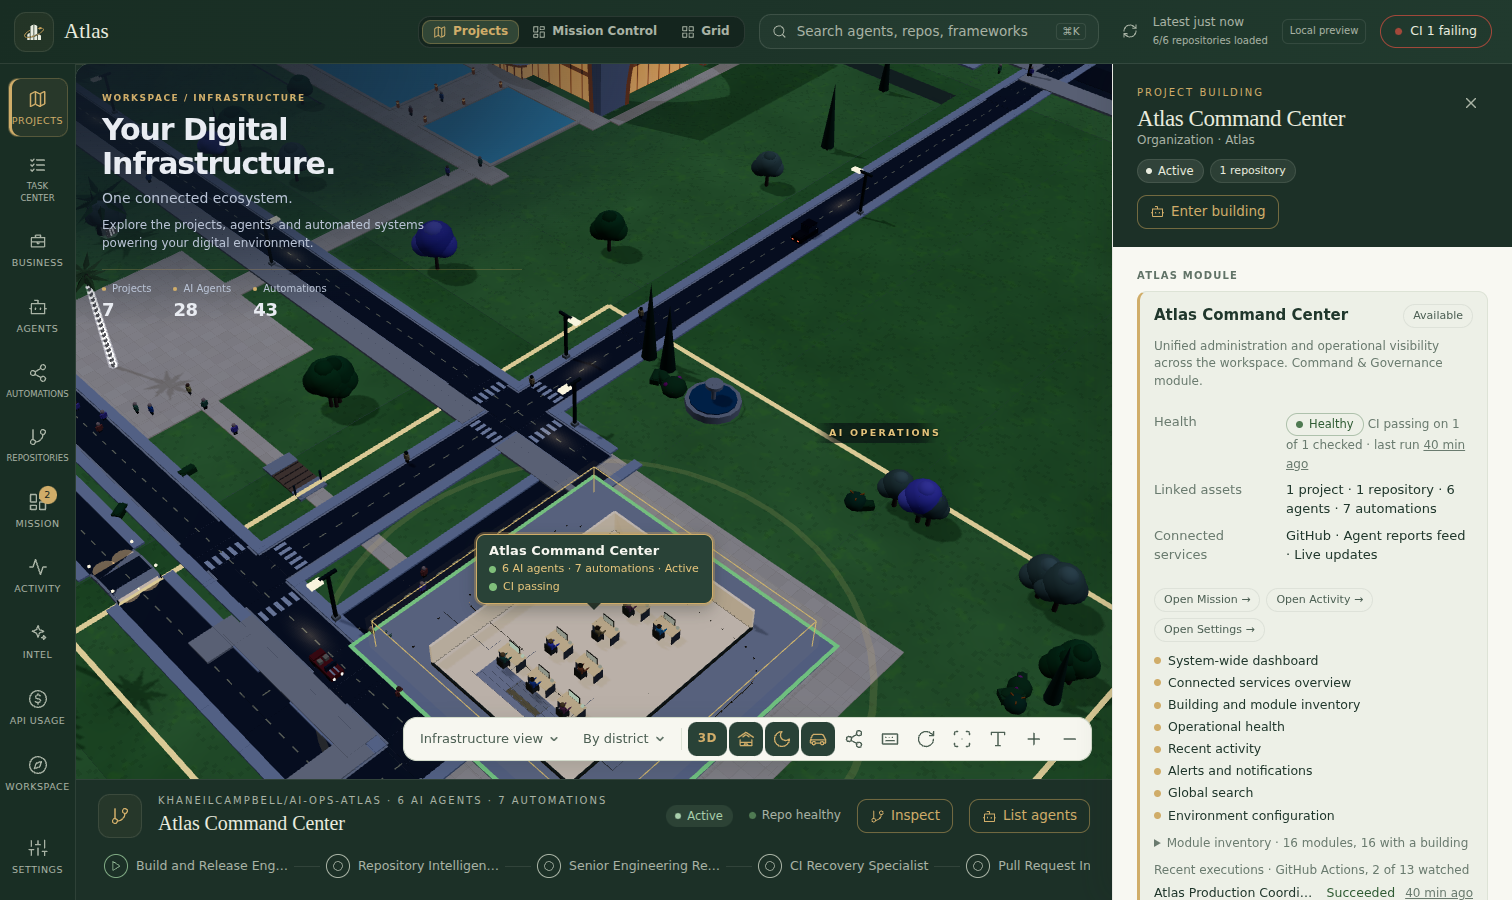 Atlas
Projects
Mission Control
Grid
Search agents, repos, frameworks
⌘K
Latest just now
6/6 repositories loaded
Local preview
CI 1 failing
PROJECTS
TASK
CENTER
BUSINESS
AGENTS
AUTOMATIONS
REPOSITORIES
2
MISSION
ACTIVITY
INTEL
API USAGE
WORKSPACE
SETTINGS
WORKSPACE / INFRASTRUCTURE
Your Digital
Infrastructure.
One connected ecosystem.
Explore the projects, agents, and automated systems
powering your digital environment.
Projects
AI Agents
Automations
7
28
43
AI OPERATIONS
Atlas Command Center
6 AI agents · 7 automations · Active
CI passing
Infrastructure view
By district
3D
KHANEILCAMPBELL/AI-OPS-ATLAS · 6 AI AGENTS · 7 AUTOMATIONS
Atlas Command Center
Active
Repo healthy
Inspect
List agents
Build and Release Eng…
Repository Intelligen…
Senior Engineering Re…
CI Recovery Specialist
Pull Request In
PROJECT BUILDING
Atlas Command Center
Organization · Atlas
Active
1 repository
Enter building
ATLAS MODULE
Atlas Command Center
Available
Unified administration and operational visibility
across the workspace. Command & Governance
module.
Health
Healthy CI passing on 1
of 1 checked · last run 40 min
ago
Linked assets
1 project · 1 repository · 6
agents · 7 automations
Connected
services
GitHub · Agent reports feed
· Live updates
Open Mission →
Open Activity →
Open Settings →
System-wide dashboard
Connected services overview
Building and module inventory
Operational health
Recent activity
Alerts and notifications
Global search
Environment configuration
Module inventory · 16 modules, 16 with a building
Recent executions · GitHub Actions, 2 of 13 watched
Atlas Production Coordi… Succeeded 40 min ago